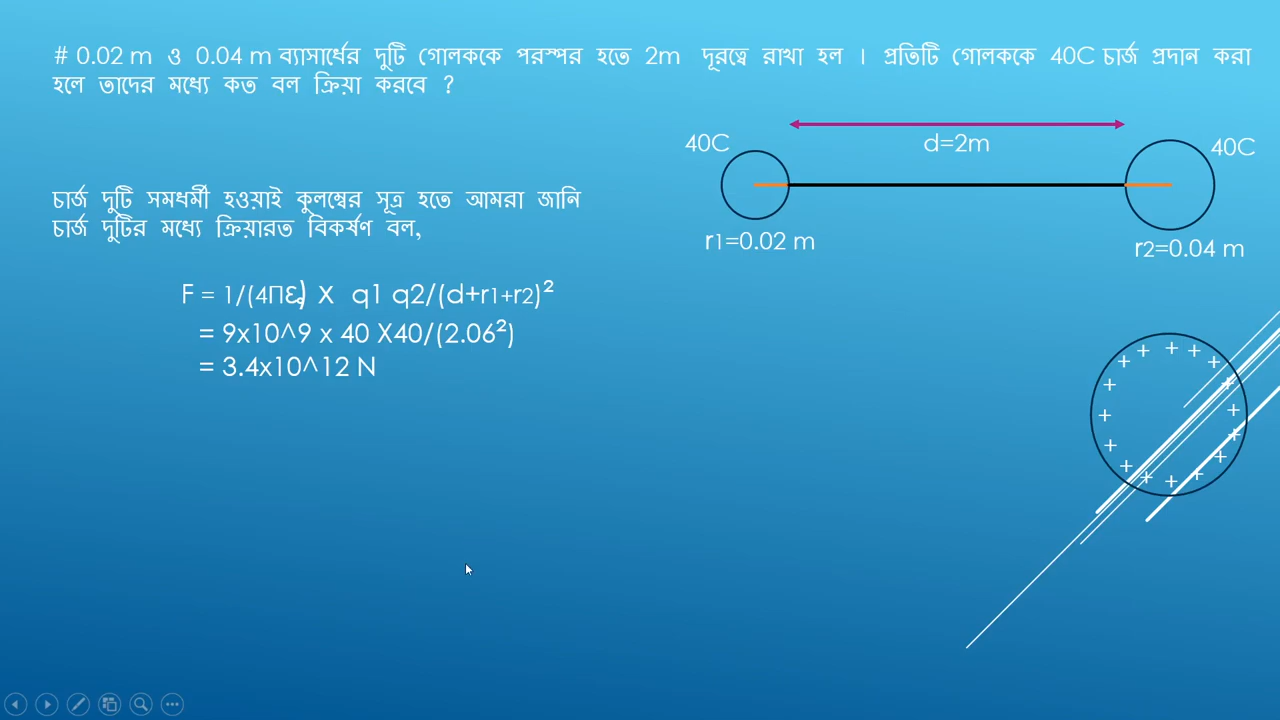 # 0.02 m ও 0.04 m ব্যাসার্ধের দুটি গোলককে পরস্পর হতে 2m দূরত্বে রাখা হল । প্রতিটি গোলককে 40C চার্জ প্রদান করা
হলে তাদের মধ্যে কত বল ক্রিয়া করবে ?
40C
d=2m
40C
r1=0.02 m
r2=0.04 m
চার্জ দুটি সমধর্মী হওয়াই কুলম্বের সূত্র হতে আমরা জানি
চার্জ দুটির মধ্যে ক্রিয়ারত বিকর্ষণ বল,
F = 1/(4Πε₀) X q1 q2/(d+r1+r2)²
= 9x10^9 x 40 X40/(2.06²)
= 3.4x10^12 N
+ + + + + + + + + + + + + + + + + +